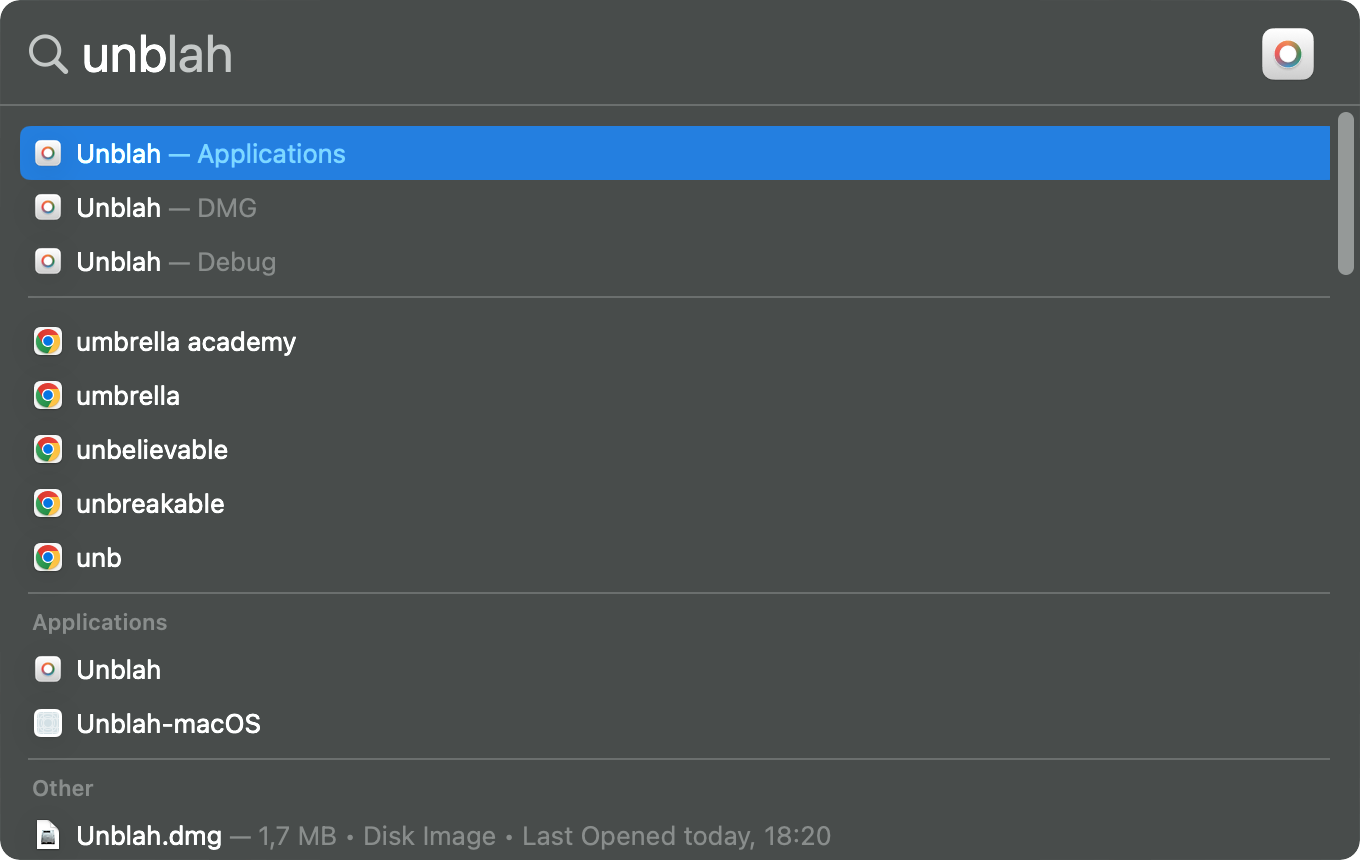 unblah
Unblah — Applications
Unblah — DMG
Unblah — Debug
umbrella academy
umbrella
unbelievable
unbreakable
unb
Applications
Unblah
Unblah-macOS
Other
Unblah.dmg — 1,7 MB • Disk Image • Last Opened today, 18:20